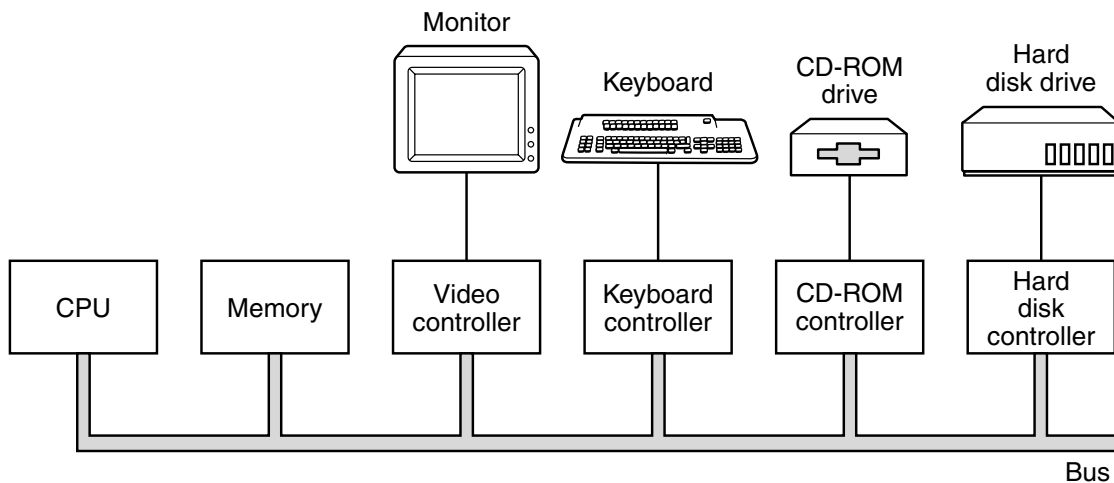 Monitor
Keyboard
CD-ROM
drive
Hard
disk drive
CPU
Memory
Video
controller
Keyboard
controller
CD-ROM
controller
Hard
disk
controller
Bus